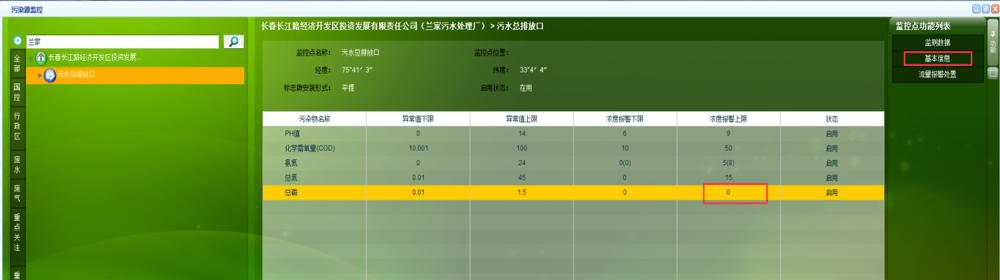 污染源监控
兰家
全部
国控
行政区
废水
废气
重点关注
重
长春长江路经济开发区投资发展...
污水总排放口
长春长江路经济开发区投资发展有限责任公司（兰家污水处理厂）>污水总排放口
监控点名称： 污水总排放口 监控点位置：
经度： 75°41′ 3″ 纬度： 33°4′ 4″
标志牌安装形式： 平提 启用状态： 在用
污染物名称 异常值下限 异常值上限 浓度报警下限 浓度报警上限 状态
PH值 0 14 6 9 启用
化学需氧量(COD) 10.001 100 10 50 启用
氨氮 0 24 0(0) 5(8) 启用
总氮 0.01 45 0 15 启用
总磷 0.01 1.5 0 0 启用
监控点功能列表
监测数据
基本信息
流量报警处置
功能